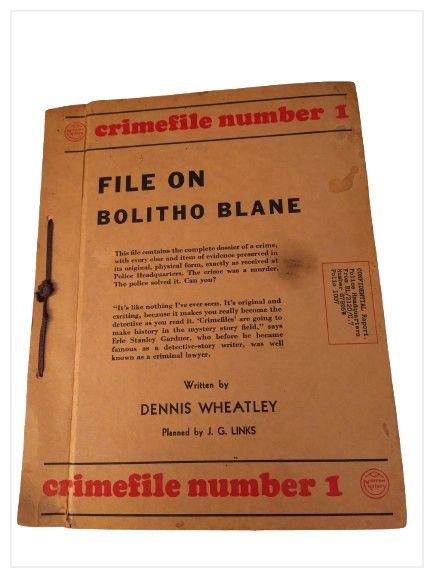 crimefile number 1
FILE ON
BOLITHO BLANE
This file contains the complete dossier of a crime,
with every clue and item of evidence preserved in
its original, physical form, exactly as received at
Police Headquarters. The crime was a murder.
The police solved it. Can you?
"It's like nothing I've ever seen. It's original and
exciting, because it makes you really become the
detective as you read it. 'Crimefiles' are going to
make history in the mystery story field," says
Erle Stanley Gardner, who before he became
famous as a detective-story writer, was well
known as a criminal lawyer.
CONFIDENTIAL Report.
Police Headquarters
Written by
DENNIS WHEATLEY
Planned by J. G. LINKS
crimefile number 1